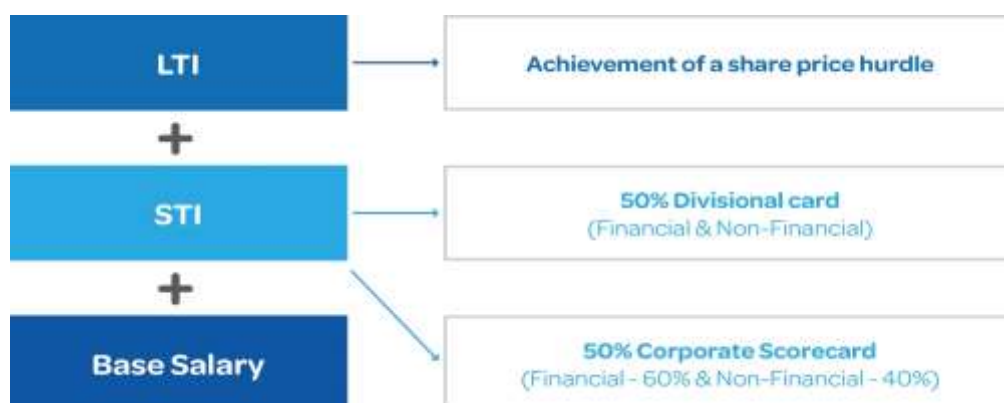 LTI
Achievement of a share price hurdle
+
STI
50% Divisional card
(Financial & Non-Financial)
+
Base Salary
50% Corporate Scorecard
(Financial - 60% & Non-Financial - 40%)